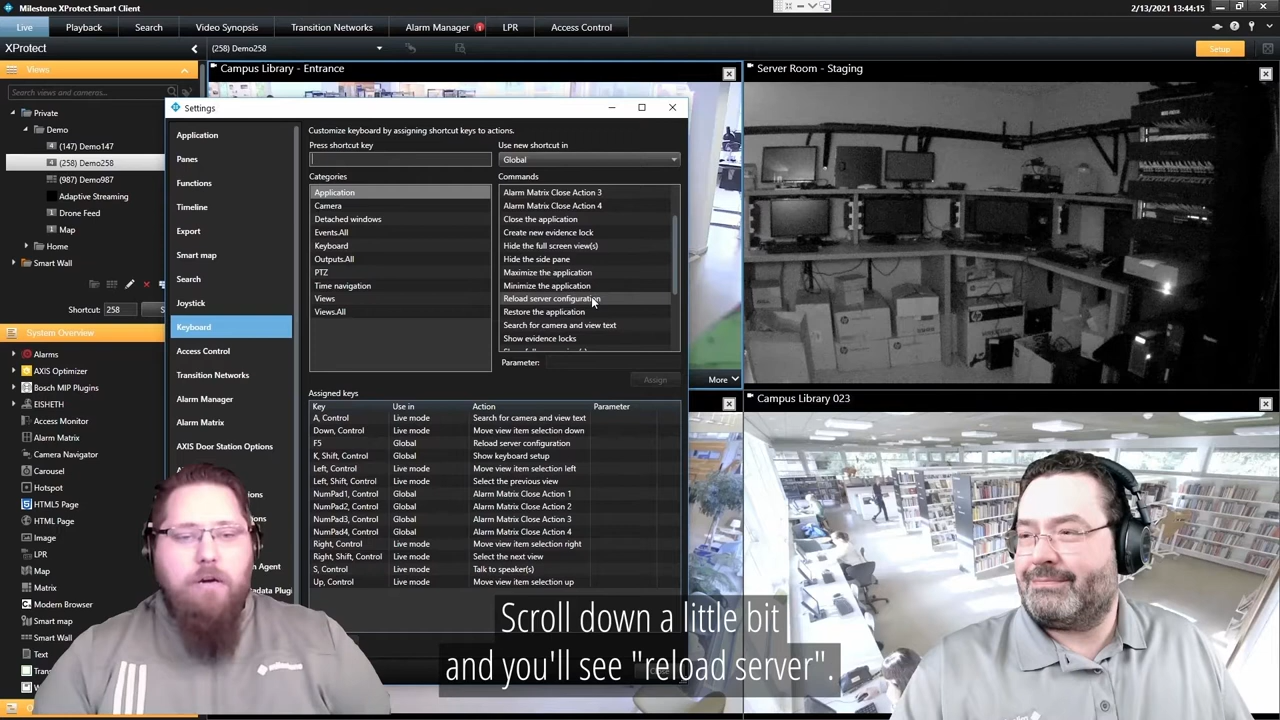 Milestone XProtect Smart Client
2/13/2021 13:44:15
Live
Playback
Search
Video Synopsis
Transition Networks
Alarm Manager
1
LPR
Access Control
XProtect
(258) Demo258
Setup
Views
Search views and cameras...
Private
Demo
(147) Demo147
(258) Demo258
(987) Demo987
Adaptive Streaming
Drone Feed
Map
Home
Smart Wall
Shortcut: 258
System Overview
Alarms
AXIS Optimizer
Bosch MIP Plugins
EISHETH
Access Monitor
Alarm Matrix
Camera Navigator
Carousel
Hotspot
HTML5 Page
HTML Page
Image
LPR
Map
Matrix
Modern Browser
Smart map
Smart Wall
Text
Campus Library - Entrance
Server Room - Staging
Campus Library 023
More
Settings
Application
Panes
Functions
Timeline
Export
Smart map
Search
Joystick
Keyboard
Access Control
Transition Networks
Alarm Manager
Alarm Matrix
AXIS Door Station Options
Customize keyboard by assigning shortcut keys to actions.
Press shortcut key
Use new shortcut in
Global
Categories
Application
Camera
Detached windows
Events.All
Keyboard
Outputs.All
PTZ
Time navigation
Views
Views.All
Commands
Alarm Matrix Close Action 3
Alarm Matrix Close Action 4
Close the application
Create new evidence lock
Hide the full screen view(s)
Hide the side pane
Maximize the application
Minimize the application
Reload server configuration
Restore the application
Search for camera and view text
Show evidence locks
Parameter:
Assign
Assigned keys
Key Use in Action Parameter
A, Control Live mode Search for camera and view text
Down, Control Live mode Move view item selection down
F5 Global Reload server configuration
K, Shift, Control Global Show keyboard setup
Left, Control Live mode Move view item selection left
Left, Shift, Control Live mode Select the previous view
NumPad1, Control Global Alarm Matrix Close Action 1
NumPad2, Control Global Alarm Matrix Close Action 2
NumPad3, Control Global Alarm Matrix Close Action 3
NumPad4, Control Global Alarm Matrix Close Action 4
Right, Control Live mode Move view item selection right
Right, Shift, Control Live mode Select the next view
S, Control Live mode Talk to speaker(s)
Up, Control Live mode Move view item selection up
Scroll down a little bit
and you'll see "reload server".